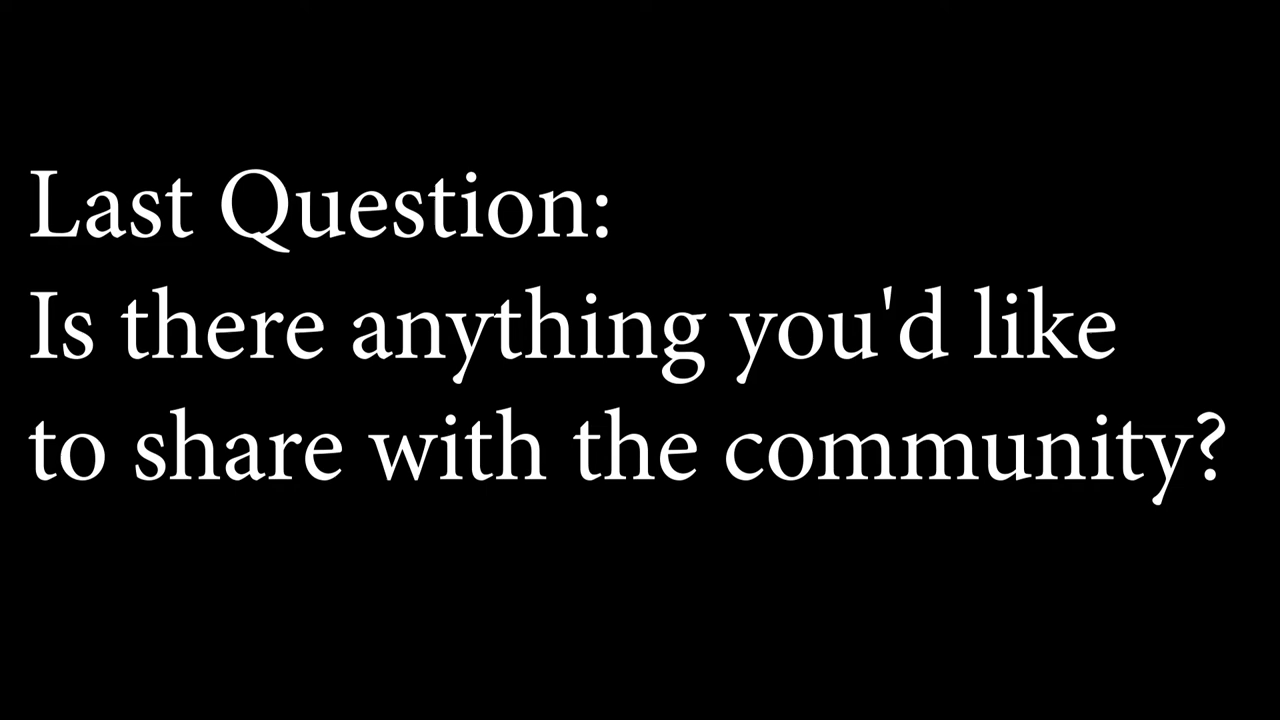 Last Question:
Is there anything you'd like
to share with the community?